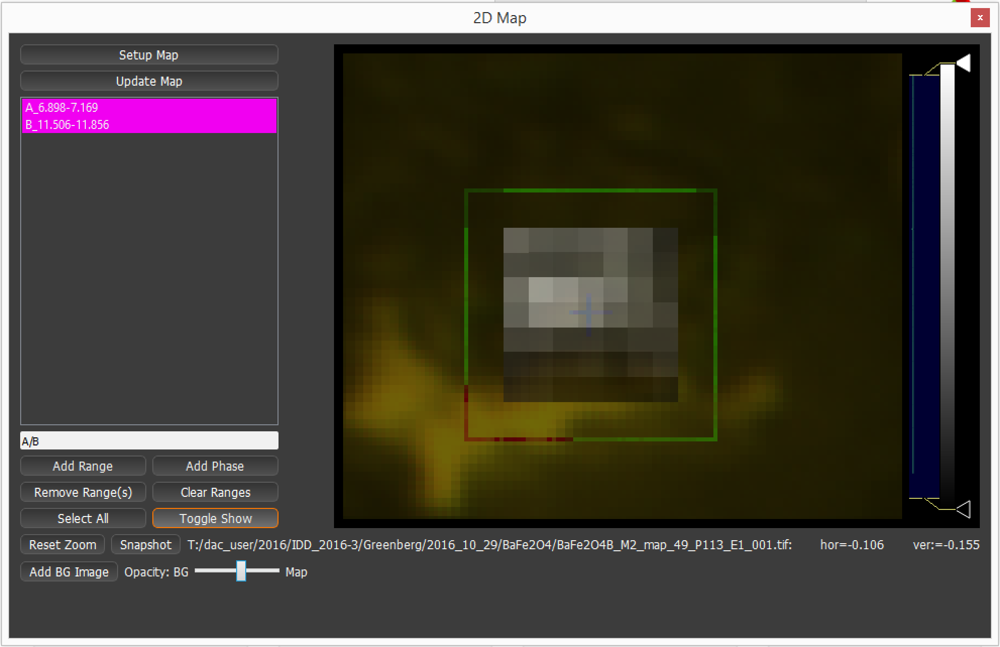 2D Map
x
Setup Map
Update Map
A_6.898-7.169
B_11.506-11.856
A/B
Add Range Add Phase
Remove Range(s) Clear Ranges
Select All Toggle Show
Reset Zoom Snapshot T:/dac_user/2016/IDD_2016-3/Greenberg/2016_10_29/BaFe2O4/BaFe2O4B_M2_map_49_P113_E1_001.tif: hor=-0.106 ver:=-0.155
Add BG Image Opacity: BG Map